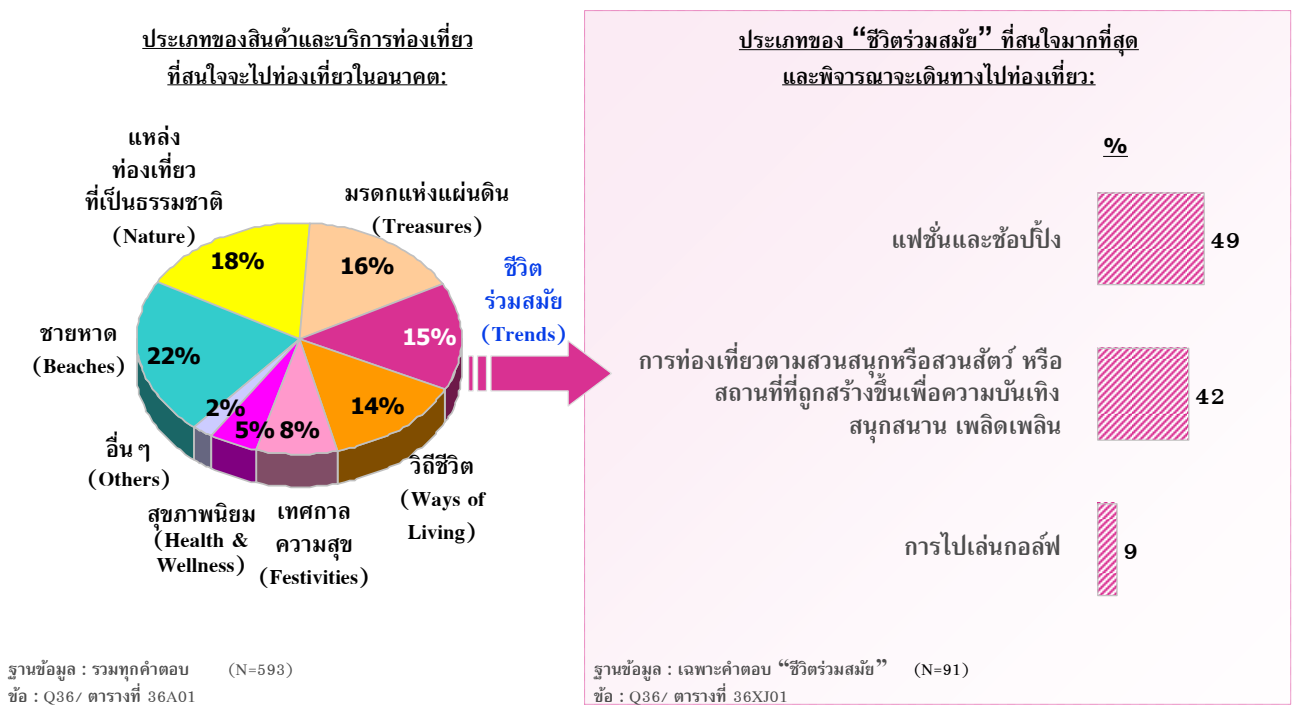 ประเภทของสินค้าและบริการท่องเที่ยว
ที่สนใจจะไปท่องเที่ยวในอนาคต:
แหล่ง
ท่องเที่ยว
ที่เป็นธรรมชาติ
(Nature)
18%
มรดกแห่งแผ่นดิน
(Treasures)
16%
ชีวิต
ร่วมสมัย
(Trends)
15%
ชายหาด
(Beaches)
22%
14%
2%
5%
8%
อื่น ๆ
(Others)
สุขภาพนิยม
(Health &
Wellness)
เทศกาล
ความสุข
(Festivities)
วิถีชีวิต
(Ways of
Living)
ฐานข้อมูล : รวมทุกคำตอบ (N=593)
ข้อ : Q36/ ตารางที่ 36A01
ประเภทของ “ชีวิตร่วมสมัย” ที่สนใจมากที่สุด
และพิจารณาจะเดินทางไปท่องเที่ยว:
%
แฟชั่นและช้อปปิ้ง 49
การท่องเที่ยวตามสวนสนุกหรือสวนสัตว์ หรือ
สถานที่ที่ถูกสร้างขึ้นเพื่อความบันเทิง 42
สนุกสนาน เพลิดเพลิน
การไปเล่นกอล์ฟ 9
ฐานข้อมูล : เฉพาะคำตอบ “ชีวิตร่วมสมัย” (N=91)
ข้อ : Q36/ ตารางที่ 36XJ01